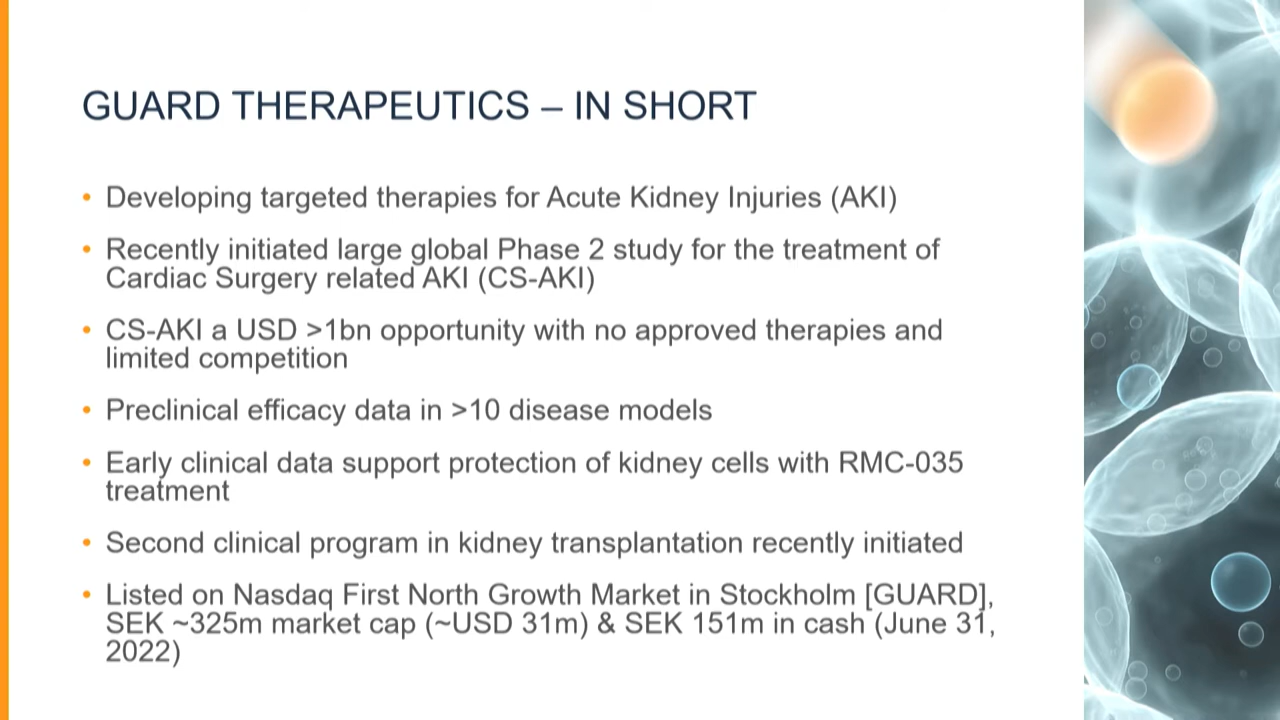 GUARD THERAPEUTICS – IN SHORT
• Developing targeted therapies for Acute Kidney Injuries (AKI)
• Recently initiated large global Phase 2 study for the treatment of
Cardiac Surgery related AKI (CS-AKI)
• CS-AKI a USD >1bn opportunity with no approved therapies and
limited competition
• Preclinical efficacy data in >10 disease models
• Early clinical data support protection of kidney cells with RMC-035
treatment
• Second clinical program in kidney transplantation recently initiated
• Listed on Nasdaq First North Growth Market in Stockholm [GUARD],
SEK ~325m market cap (~USD 31m) & SEK 151m in cash (June 31,
2022)